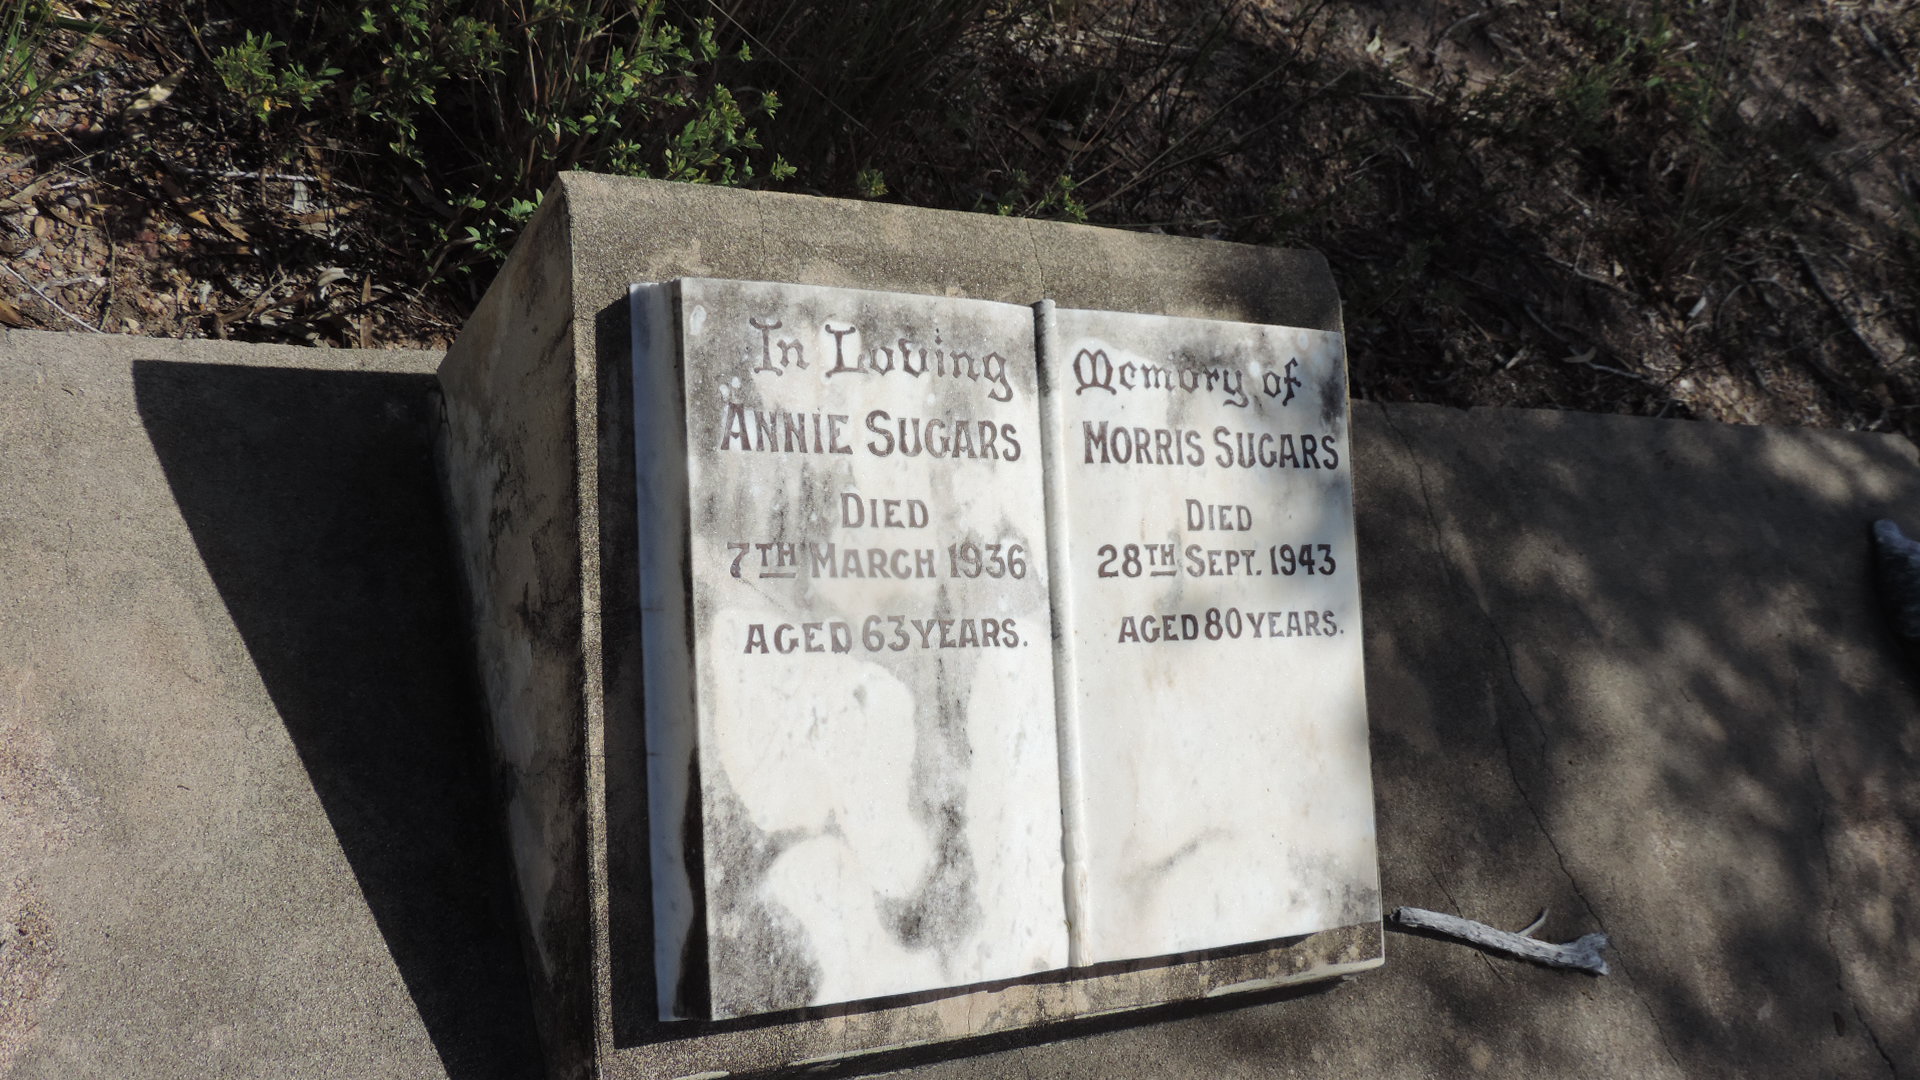 In Loving
ANNIE SUGARS
DIED
7TH MARCH 1936
AGED 63 YEARS.
Memory of
MORRIS SUGARS
DIED
28TH SEPT. 1943
AGED 80 YEARS.